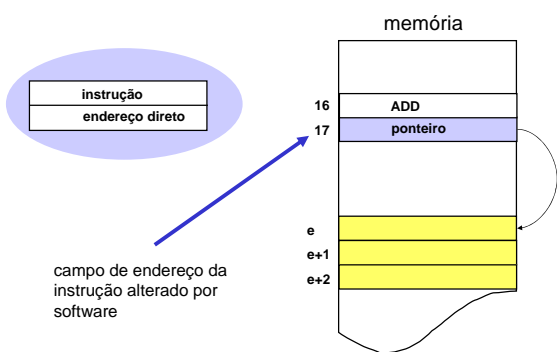 memória
instrução
endereço direto
16 ADD
17 ponteiro
e
e+1
e+2
campo de endereço da
instrução alterado por
software